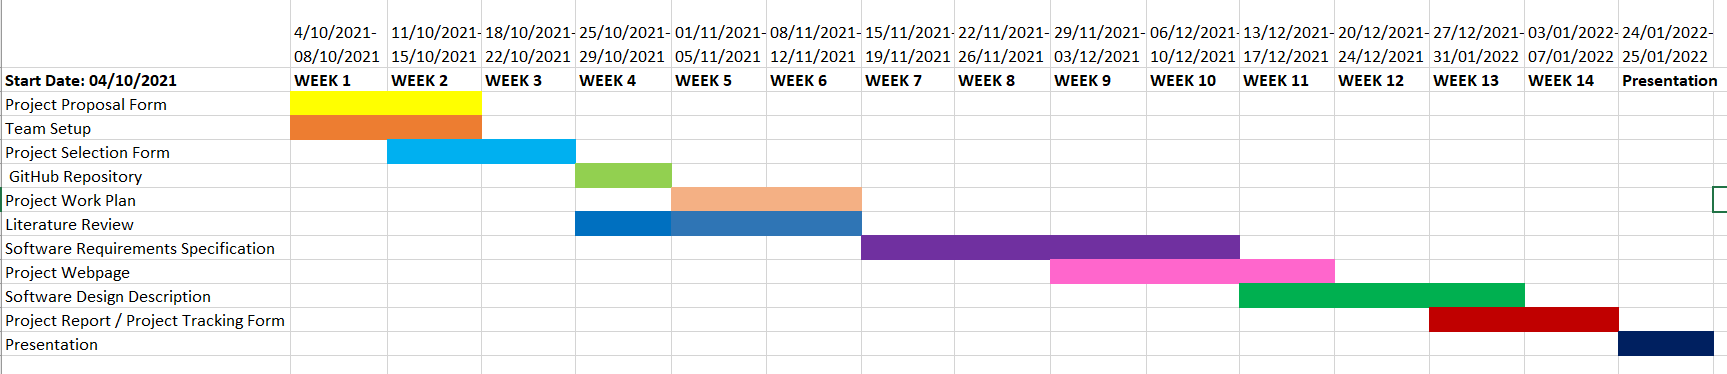 4/10/2021- 11/10/2021- 18/10/2021- 25/10/2021- 01/11/2021- 08/11/2021- 15/11/2021- 22/11/2021- 29/11/2021- 06/12/2021- 13/12/2021- 20/12/2021- 27/12/2021- 03/01/2022- 24/01/2022-
08/10/2021 15/10/2021 22/10/2021 29/10/2021 05/11/2021 12/11/2021 19/11/2021 26/11/2021 03/12/2021 10/12/2021 17/12/2021 24/12/2021 31/01/2022 07/01/2022 25/01/2022
Start Date: 04/10/2021 WEEK 1 WEEK 2 WEEK 3 WEEK 4 WEEK 5 WEEK 6 WEEK 7 WEEK 8 WEEK 9 WEEK 10 WEEK 11 WEEK 12 WEEK 13 WEEK 14 Presentation
Project Proposal Form
Team Setup
Project Selection Form
GitHub Repository
Project Work Plan
Literature Review
Software Requirements Specification
Project Webpage
Software Design Description
Project Report / Project Tracking Form
Presentation